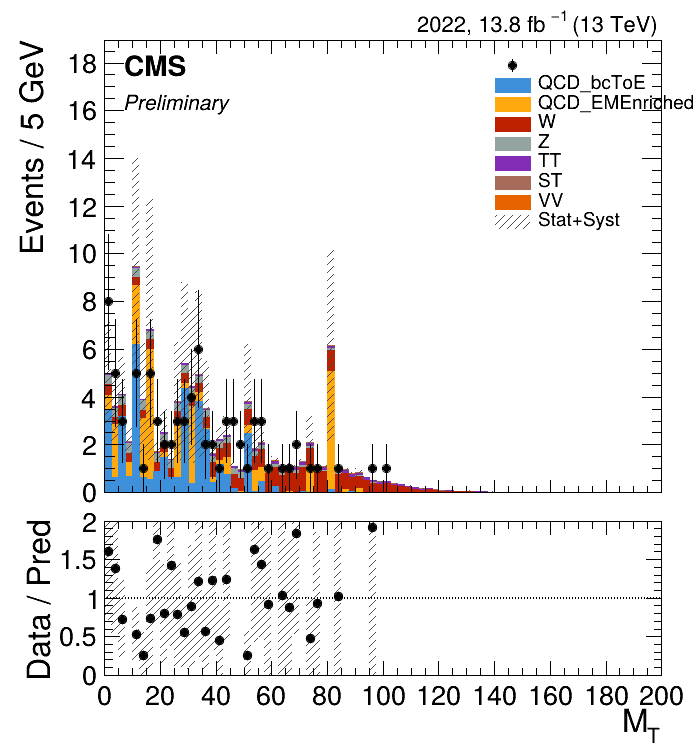 2022, 13.8 fb⁻¹ (13 TeV)
CMS
Preliminary
QCD_bcToE
QCD_EMEnriched
W
Z
TT
ST
VV
Stat+Syst
Events / 5 GeV
18
16
14
12
10
8
6
4
2
0
Data / Pred
2
1.5
1
0.5
0
0 20 40 60 80 100 120 140 160 180 200
M_T